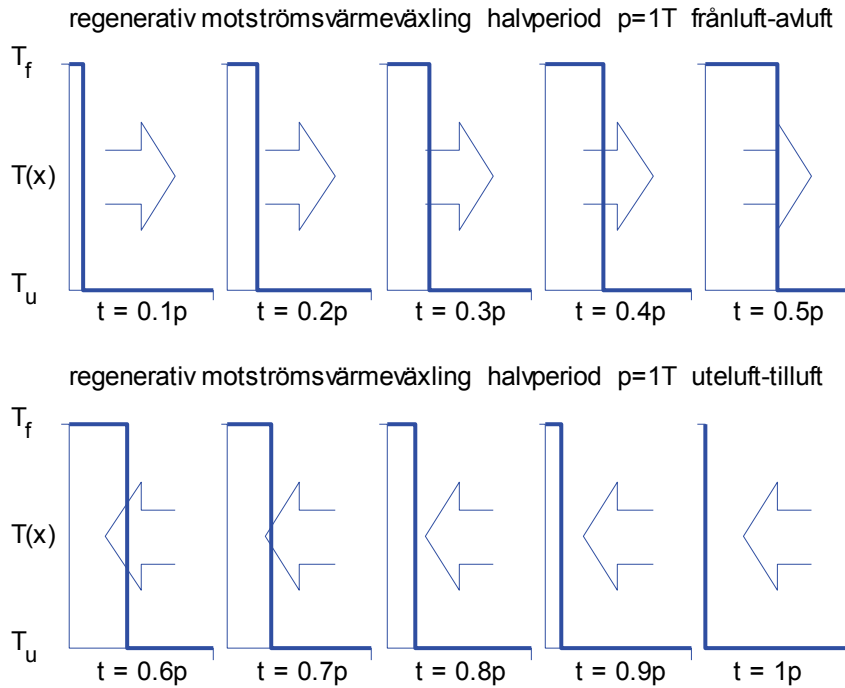 regenerativ motströmsvärmeväxling halvperiod p=1T frånluft-avluft
T_f
T(x)
T_u
t = 0.1p t = 0.2p t = 0.3p t = 0.4p t = 0.5p
regenerativ motströmsvärmeväxling halvperiod p=1T uteluft-tilluft
T_f
T(x)
T_u
t = 0.6p t = 0.7p t = 0.8p t = 0.9p t = 1p